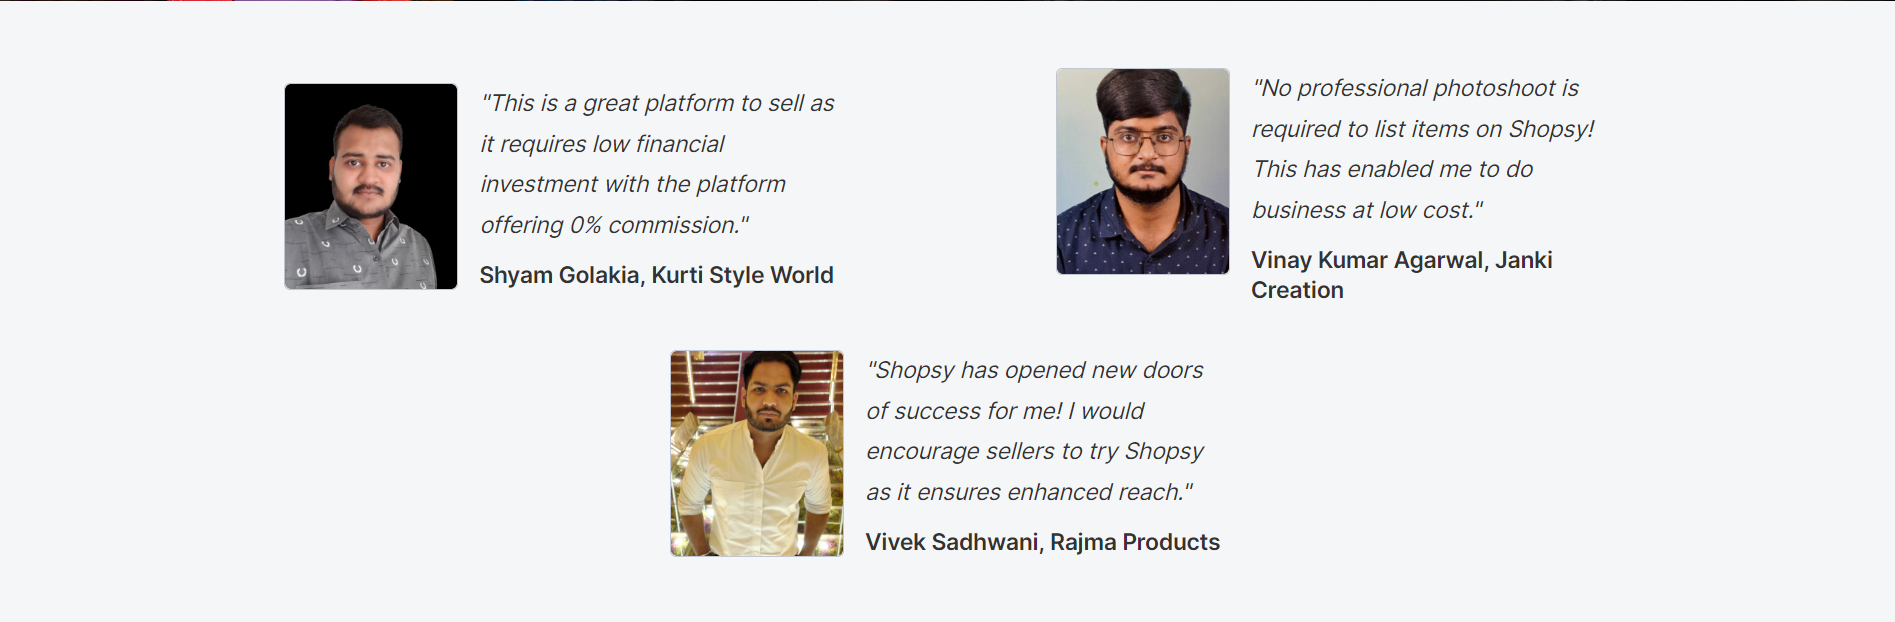 "This is a great platform to sell as
it requires low financial
investment with the platform
offering 0% commission."
Shyam Golakia, Kurti Style World
"No professional photoshoot is
required to list items on Shopsy!
This has enabled me to do
business at low cost."
Vinay Kumar Agarwal, Janki
Creation
"Shopsy has opened new doors
of success for me! I would
encourage sellers to try Shopsy
as it ensures enhanced reach."
Vivek Sadhwani, Rajma Products